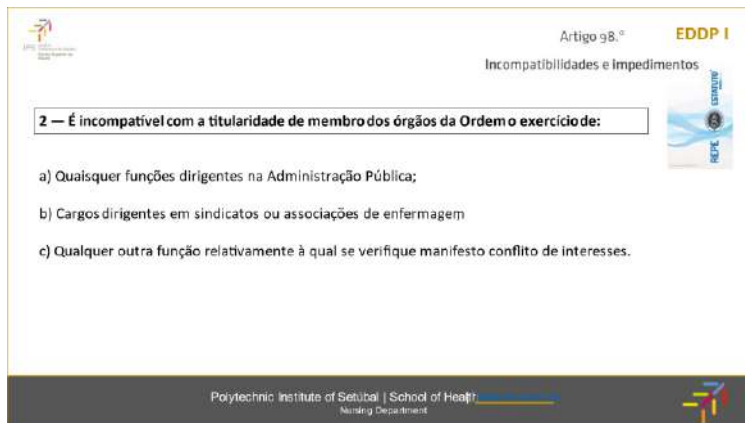 Artigo 98.º
EDDP I
Incompatibilidades e impedimentos
REPE
ESTATUTO
2 — É incompatível com a titularidade de membro dos órgãos da Ordem o exercício de:
a) Quaisquer funções dirigentes na Administração Pública;
b) Cargos dirigentes em sindicatos ou associações de enfermagem
c) Qualquer outra função relativamente à qual se verifique manifesto conflito de interesses.
Polytechnic Institute of Setúbal | School of Health
Nursing Department